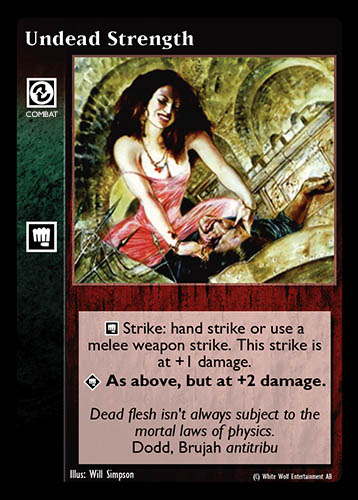 Undead Strength
COMBAT
Strike: hand strike or use a
melee weapon strike. This strike is
at +1 damage.
As above, but at +2 damage.
Dead flesh isn't always subject to the
mortal laws of physics.
Dodd, Brujah antitribu
Illus: Will Simpson
(C) White Wolf Entertainment AB